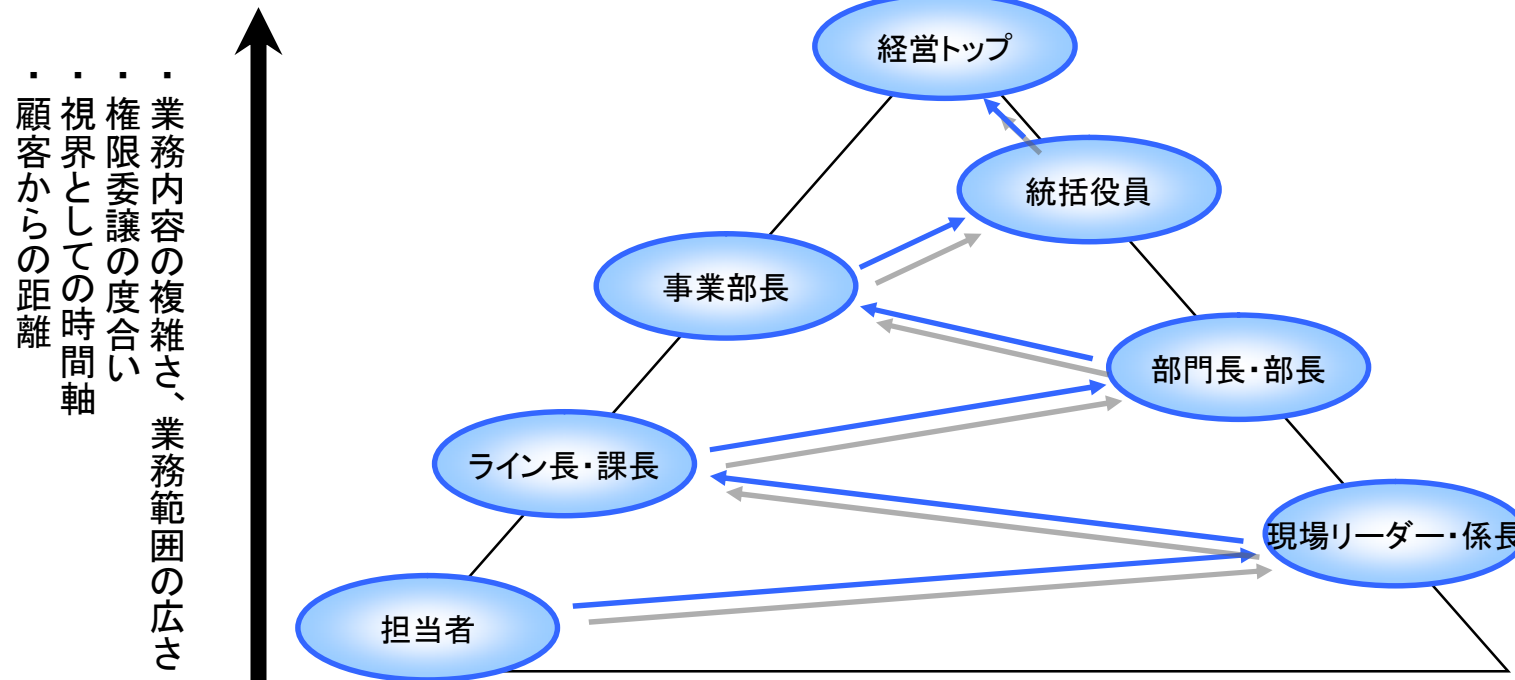 ・業務内容の複雑さ、業務範囲の広さ
・権限委譲の度合い
・視界としての時間軸
・顧客からの距離
経営トップ
統括役員
事業部長
部門長・部長
ライン長・課長
現場リーダー・係長
担当者